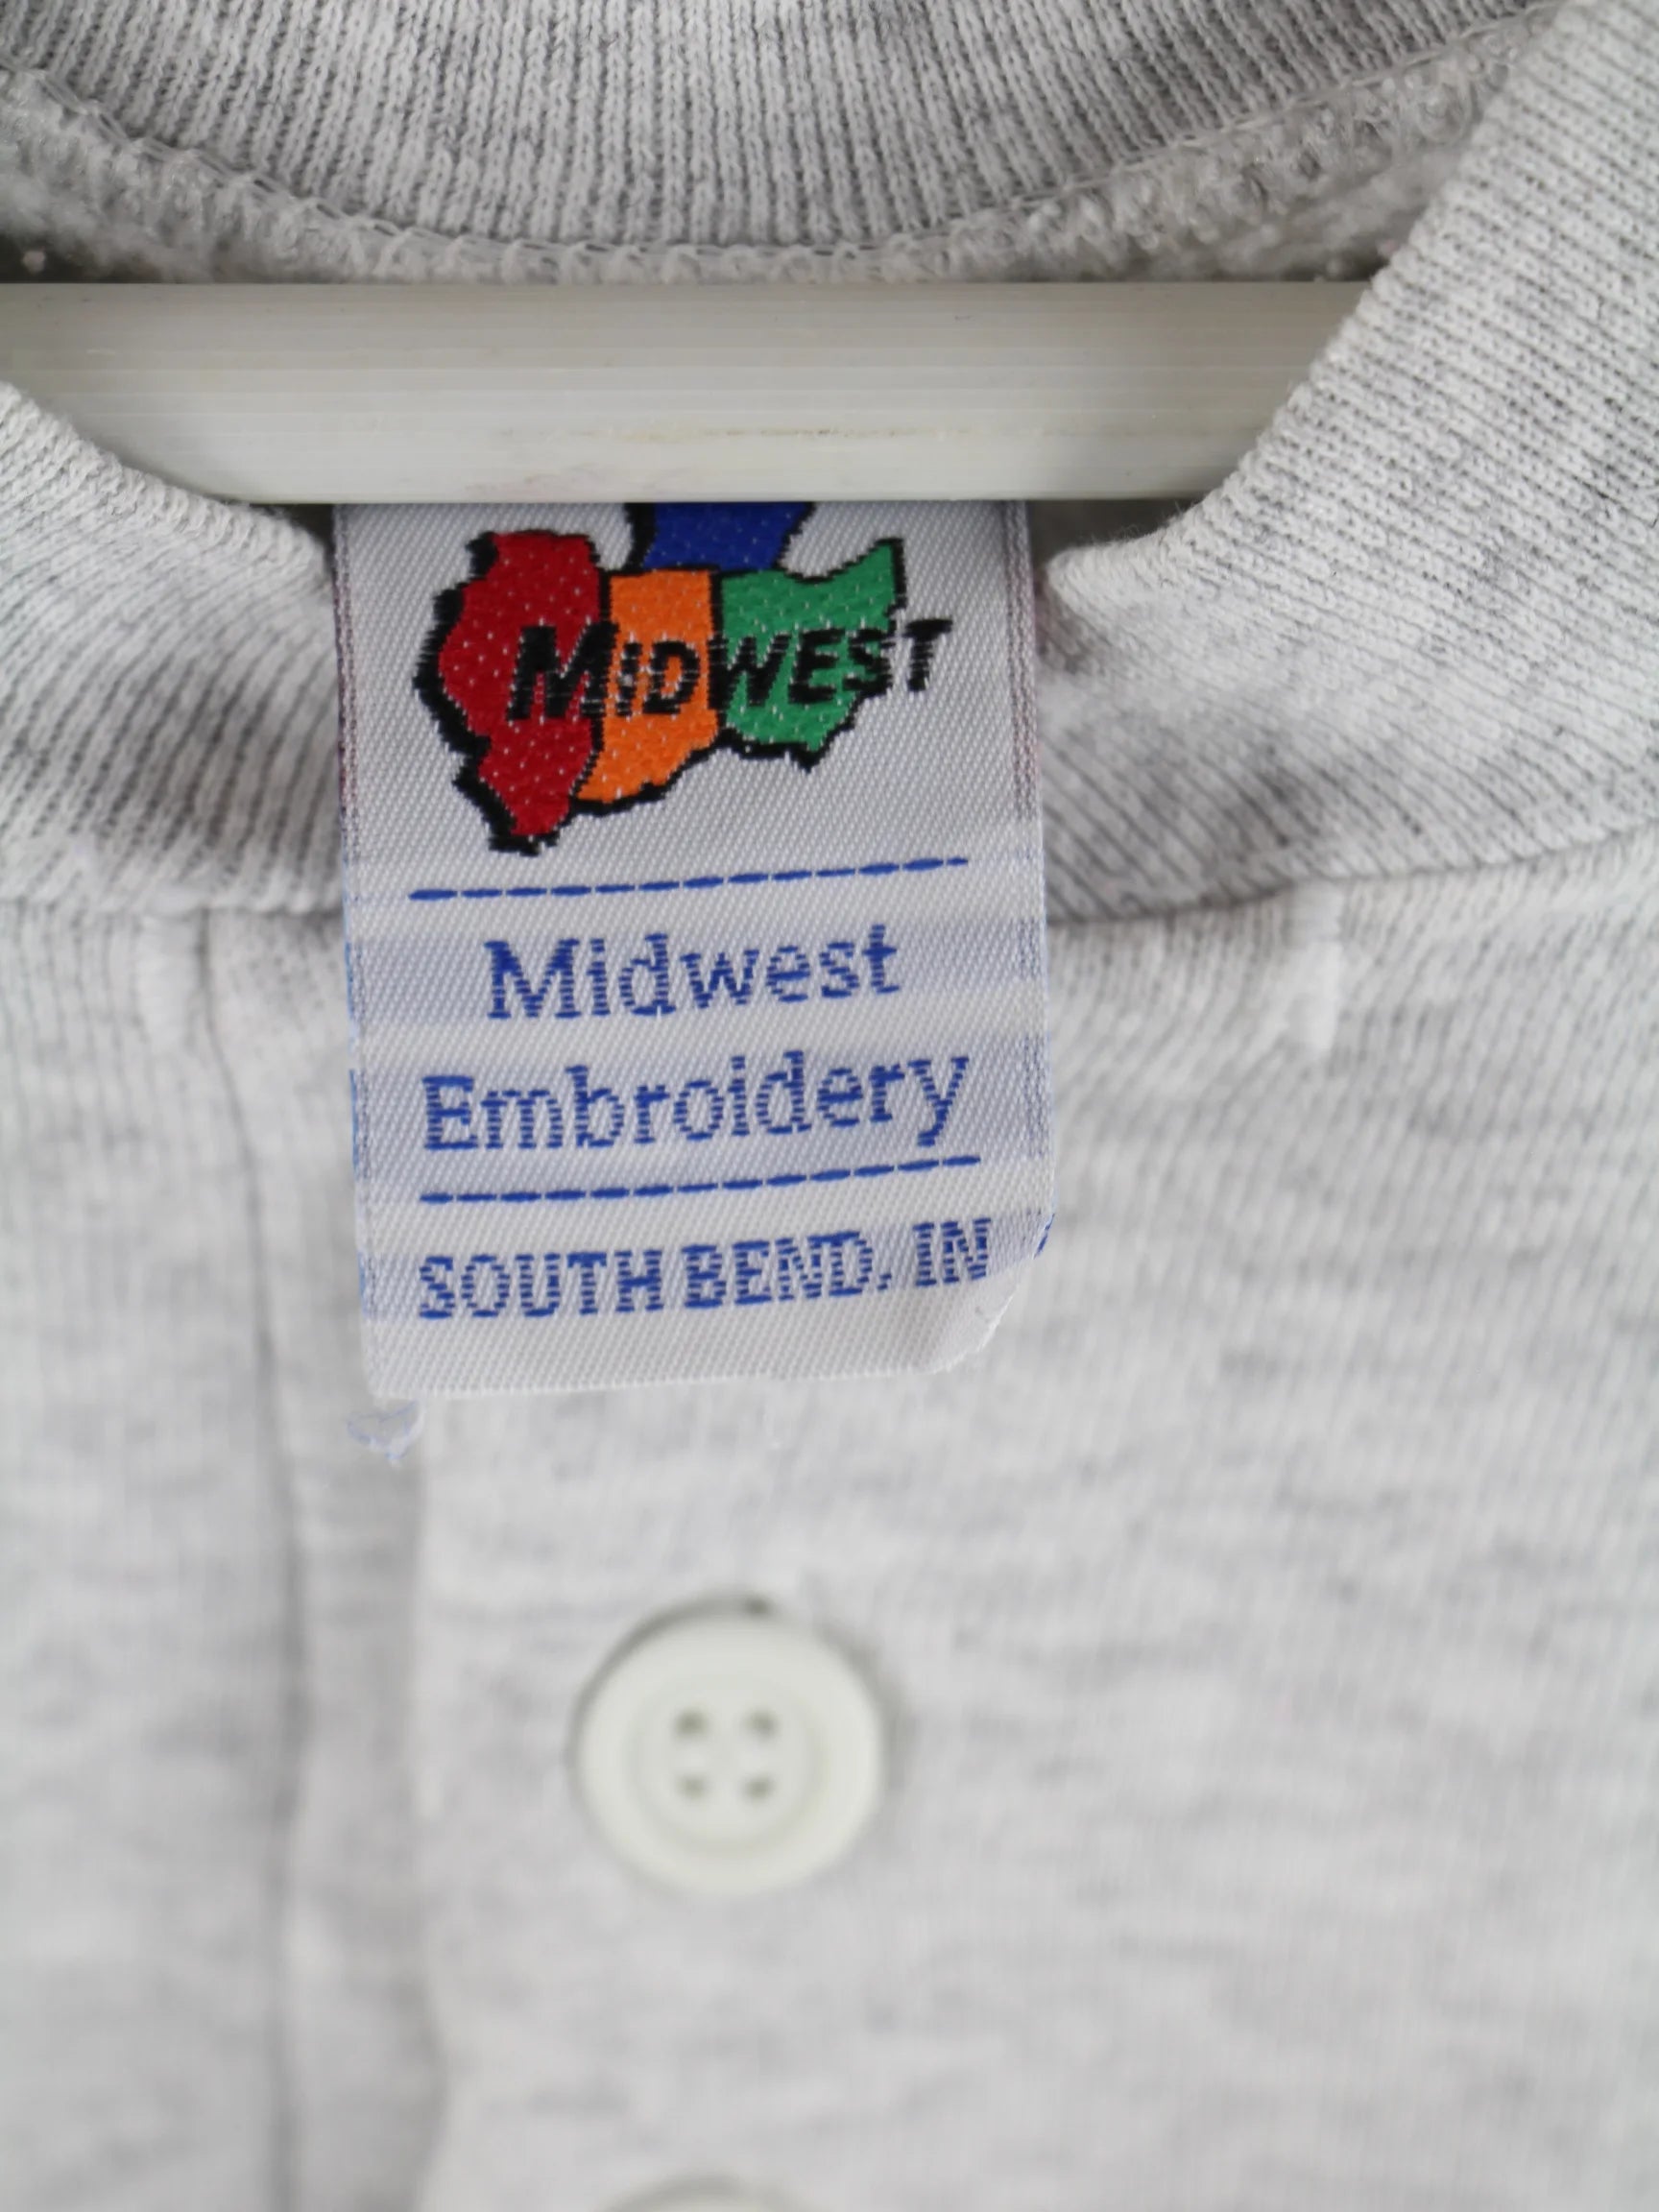 MIDWEST
Midwest
Embroidery
SOUTH BEND, IN